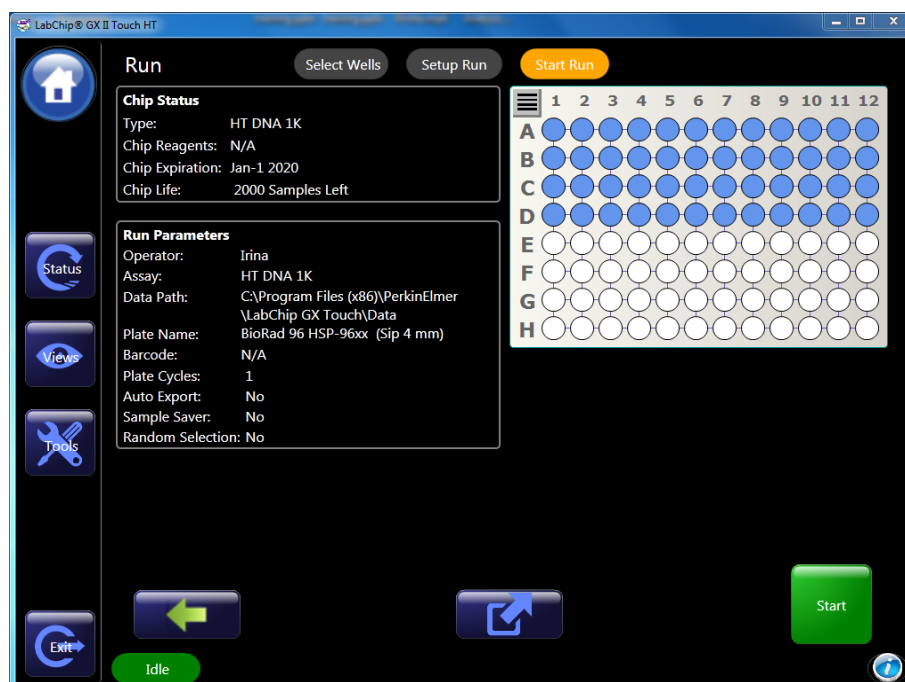 LabChip® GX II Touch HT
Run
Select Wells
Setup Run
Start Run
Chip Status
Type: HT DNA 1K
Chip Reagents: N/A
Chip Expiration: Jan-1 2020
Chip Life: 2000 Samples Left
1 2 3 4 5 6 7 8 9 10 11 12
A
B
C
D
E
F
G
H
Run Parameters
Operator: Irina
Assay: HT DNA 1K
Data Path: C:\Program Files (x86)\PerkinElmer
\LabChip GX Touch\Data
Plate Name: BioRad 96 HSP-96xx (Sip 4 mm)
Barcode: N/A
Plate Cycles: 1
Auto Export: No
Sample Saver: No
Random Selection: No
Status
Views
Tools
Exit
Start
Idle